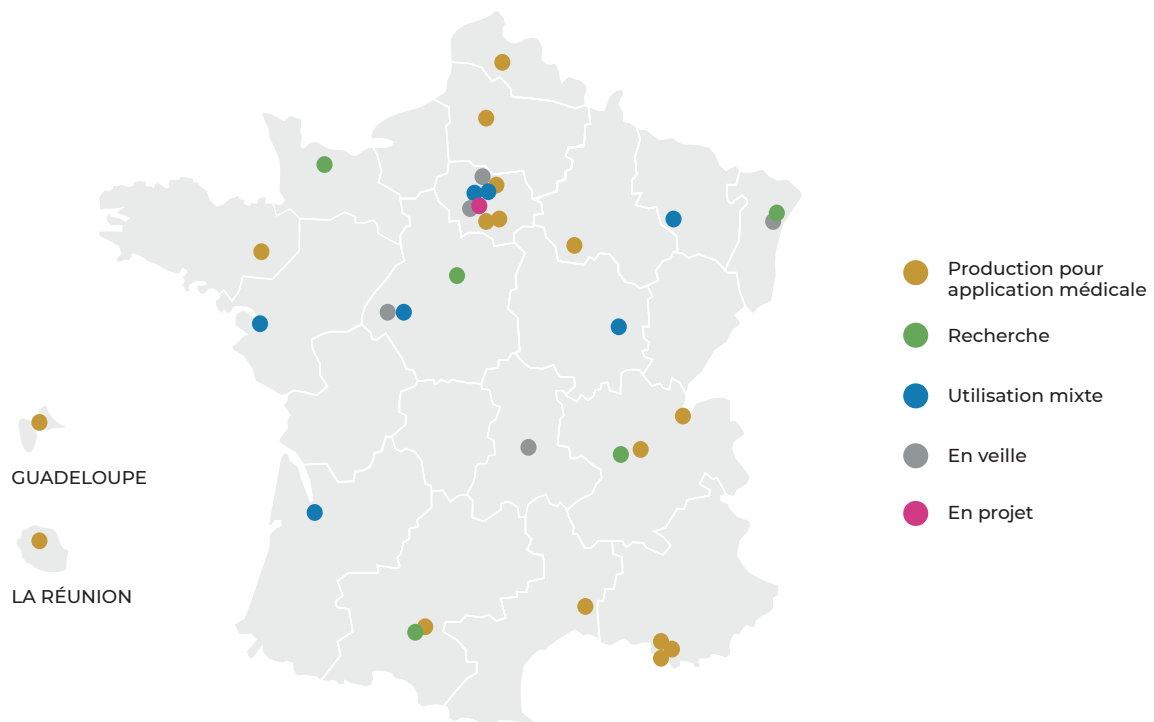 Production pour
application médicale
Recherche
Utilisation mixte
En veille
En projet
GUADELOUPE
LA RÉUNION